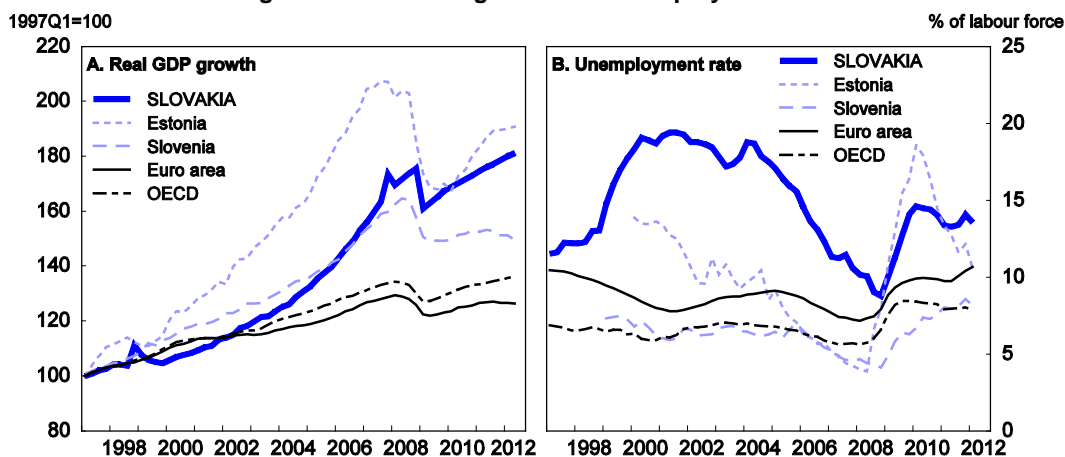 1997Q1=100
% of labour force
220
200
180
160
140
120
100
80
A. Real GDP growth
SLOVAKIA
Estonia
Slovenia
Euro area
OECD
1998 2000 2002 2004 2006 2008 2010 2012
B. Unemployment rate
SLOVAKIA
Estonia
Slovenia
Euro area
OECD
25
20
15
10
5
0
1998 2000 2002 2004 2006 2008 2010 2012